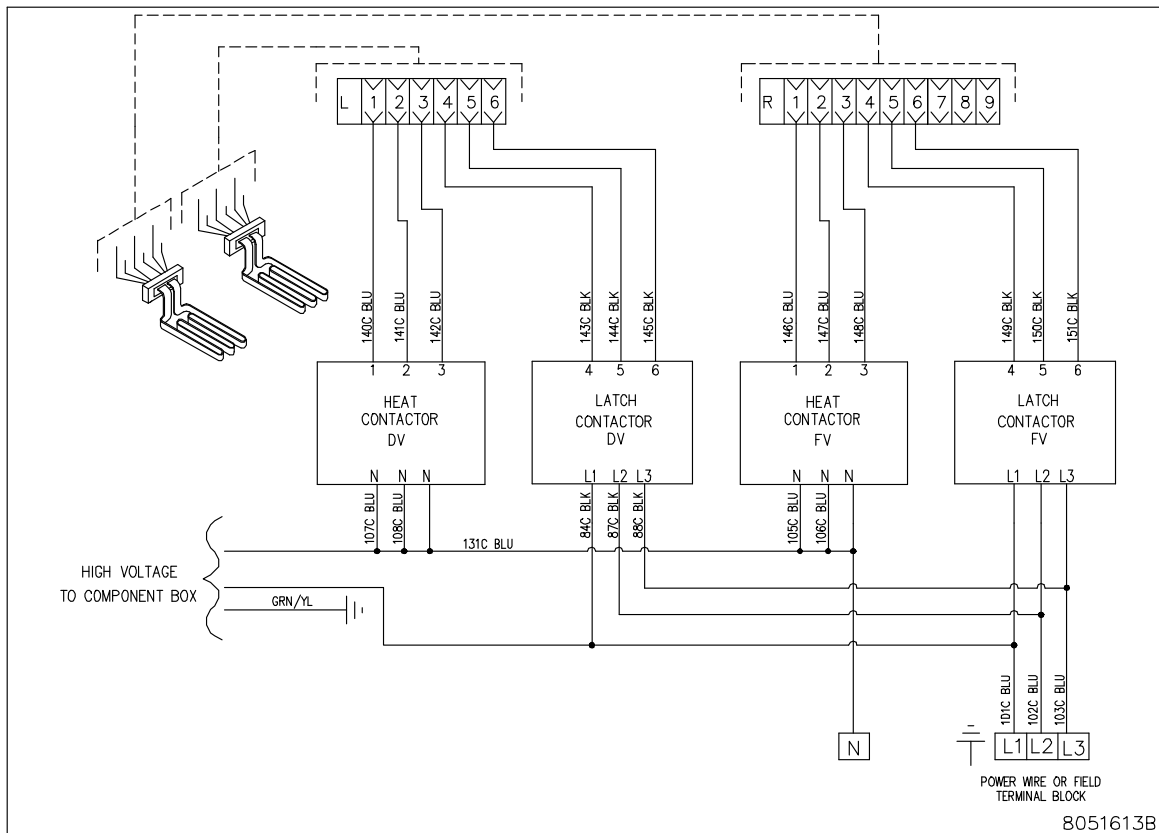 L 1 2 3 4 5 6
R 1 2 3 4 5 6 7 8 9
140C BLU
141C BLU
142C BLU
143C BLK
144C BLK
145C BLK
146C BLU
147C BLU
148C BLU
149C BLK
150C BLK
151C BLK
1 2 3
HEAT
CONTACTOR
DV
N N N
4 5 6
LATCH
CONTACTOR
DV
L1 L2 L3
1 2 3
HEAT
CONTACTOR
FV
N N N
4 5 6
LATCH
CONTACTOR
FV
L1 L2 L3
107C BLU
108C BLU
84C BLK
87C BLK
88C BLK
105C BLU
106C BLU
131C BLU
HIGH VOLTAGE
TO COMPONENT BOX
GRN/YL
101C BLU
102C BLU
103C BLU
N
L1 L2 L3
POWER WIRE OR FIELD
TERMINAL BLOCK
8051613B